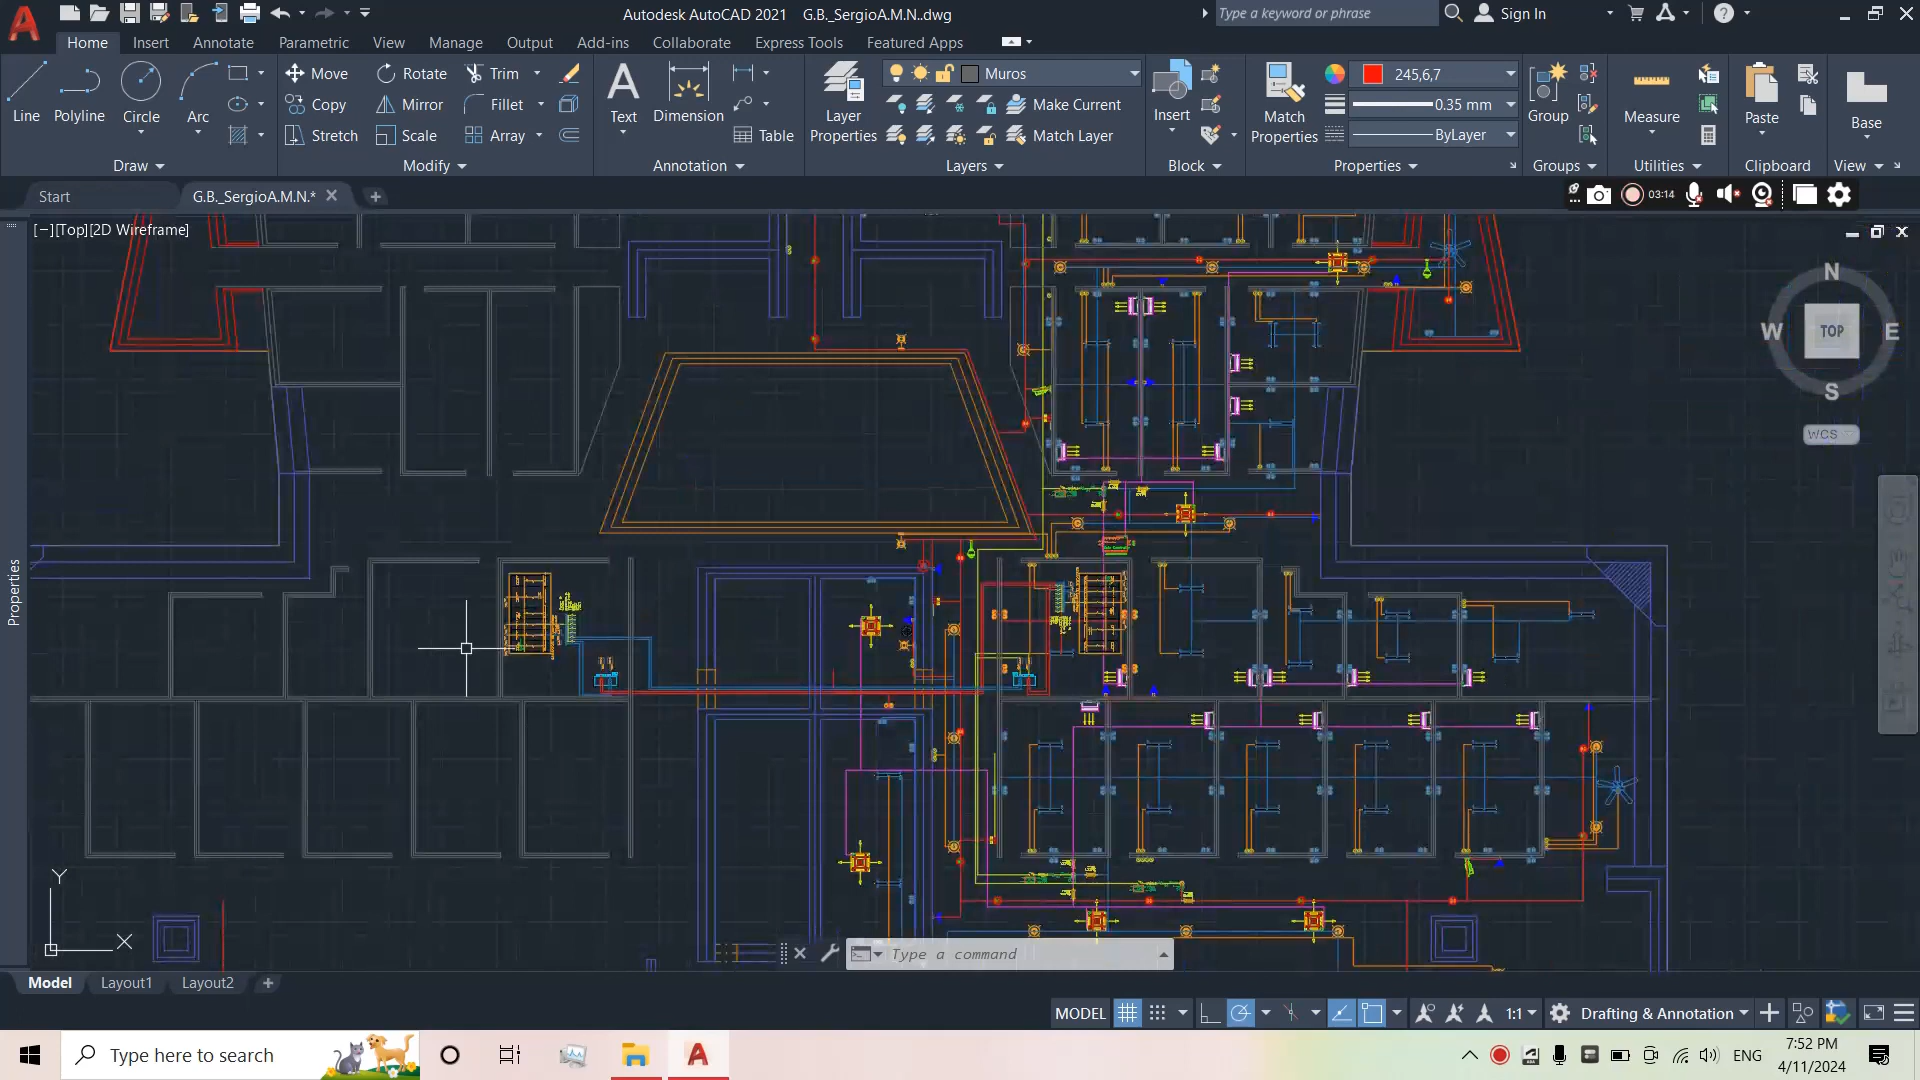 Autodesk AutoCAD 2021 G.B._SergioA.M.N..dwg
Type a keyword or phrase
Sign In
Home Insert Annotate Parametric View Manage Output Add-ins Collaborate Express Tools Featured Apps
Line Polyline Circle Arc
Move Rotate Trim
Copy Mirror Fillet
Stretch Scale Array
Text Dimension Table
Layer Properties
Muros
Make Current
Match Layer
Insert
Match Properties
245,6,7
0.35 mm
ByLayer
Group
Measure
Paste
Base
Draw Modify Annotation Layers Block Properties Groups Utilities Clipboard View
Start
G.B._SergioA.M.N.*
03:14
[−][Top][2D Wireframe]
N
W TOP E
S
WCS
Properties
Y
X
Type a command
Model Layout1 Layout2
MODEL
1:1
Drafting & Annotation
Type here to search
ENG
7:52 PM
4/11/2024